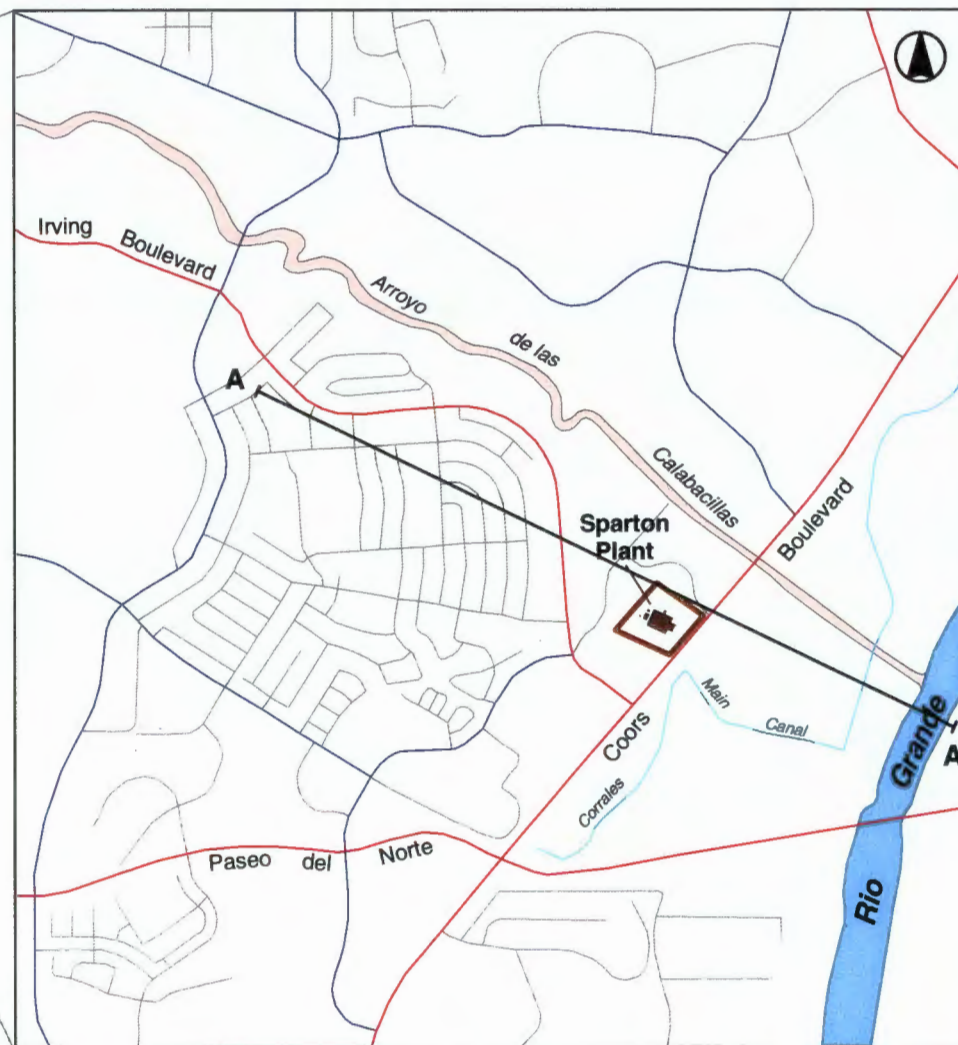 Irving Boulevard
A
Arroyo de las Calabacillas
Sparton
Plant
Boulevard
Coors
Main
Canal
Corrales
Grande
A
Paseo del Norte
Rio